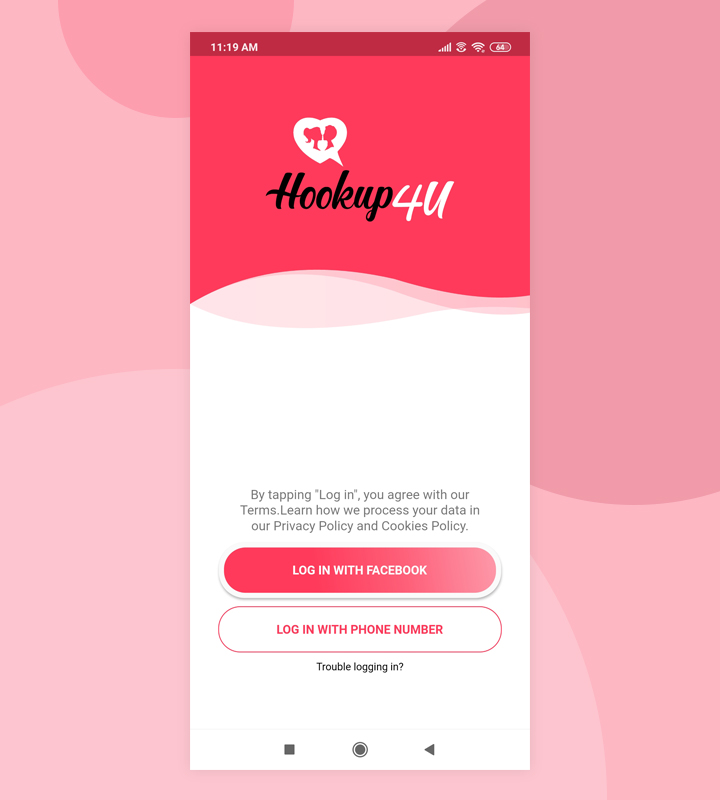 11:19 AM
64
Hookup4U
By tapping "Log in", you agree with our
Terms.Learn how we process your data in
our Privacy Policy and Cookies Policy.
LOG IN WITH FACEBOOK
LOG IN WITH PHONE NUMBER
Trouble logging in?